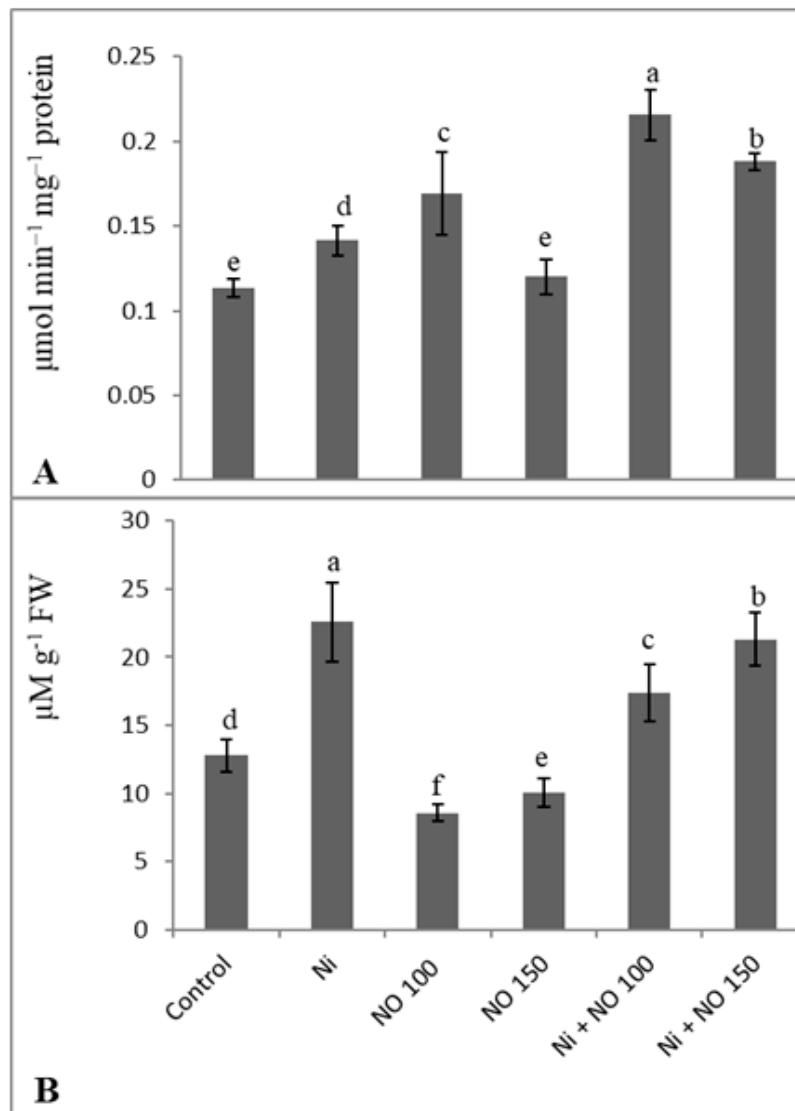 0.25
0.2
0.15
0.1
0.05
0
µmol min⁻¹ mg⁻¹ protein
e
d
c
e
a
b
A
30
25
20
15
10
5
0
µM g⁻¹ FW
d
a
f
e
c
b
Control
Ni
NO 100
NO 150
Ni + NO 100
Ni + NO 150
B